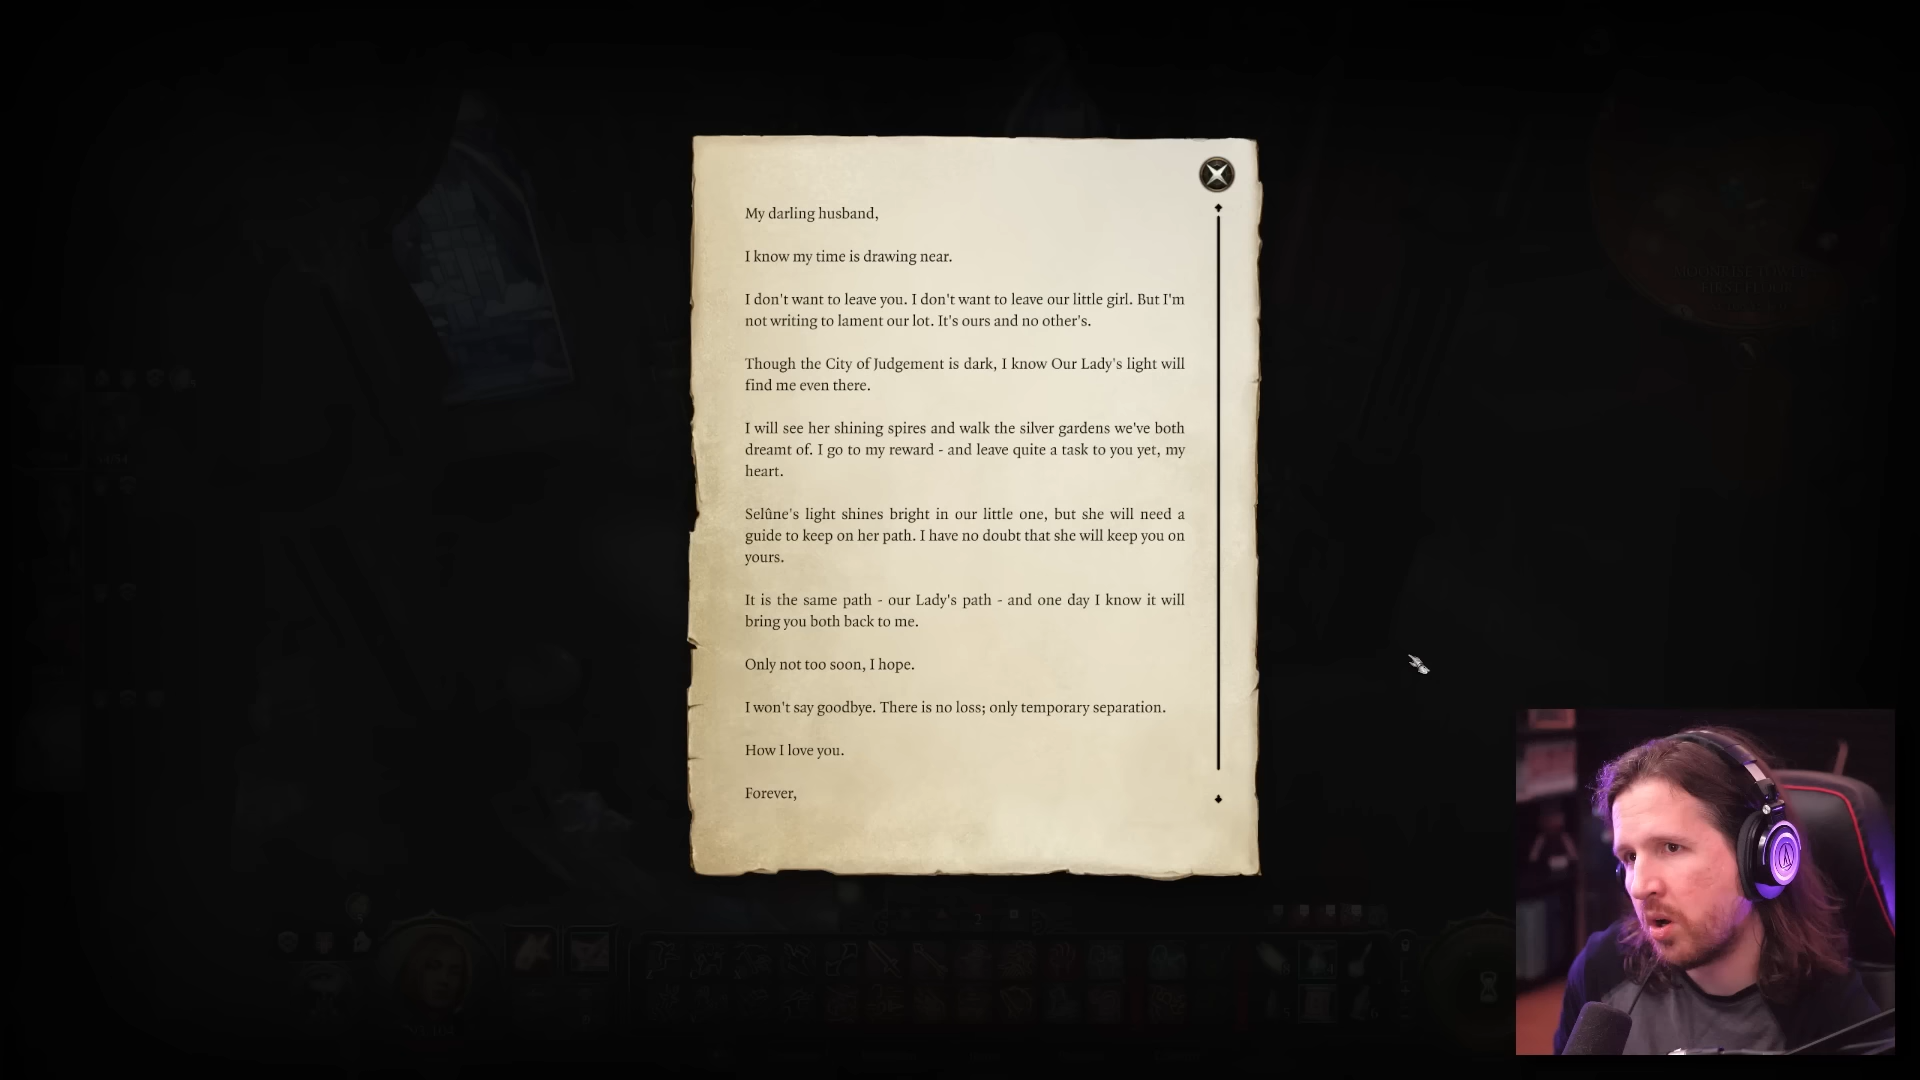 My darling husband,
I know my time is drawing near.
I don't want to leave you. I don't want to leave our little girl. But I'm
not writing to lament our lot. It's ours and no other's.
Though the City of Judgement is dark, I know Our Lady's light will
find me even there.
I will see her shining spires and walk the silver gardens we've both
dreamt of. I go to my reward - and leave quite a task to you yet, my
heart.
Selûne's light shines bright in our little one, but she will need a
guide to keep on her path. I have no doubt that she will keep you on
yours.
It is the same path - our Lady's path - and one day I know it will
bring you both back to me.
Only not too soon, I hope.
I won't say goodbye. There is no loss; only temporary separation.
How I love you.
Forever,